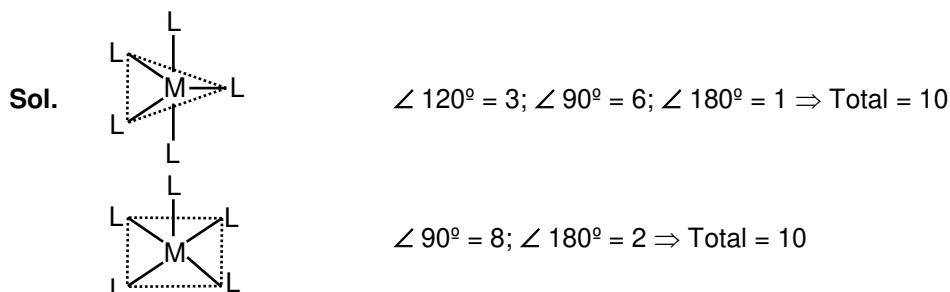 L
L
Sol. M L ∠ 120º = 3; ∠ 90º = 6; ∠ 180º = 1 ⇒ Total = 10
L
L
L
L L
M ∠ 90º = 8; ∠ 180º = 2 ⇒ Total = 10
L L